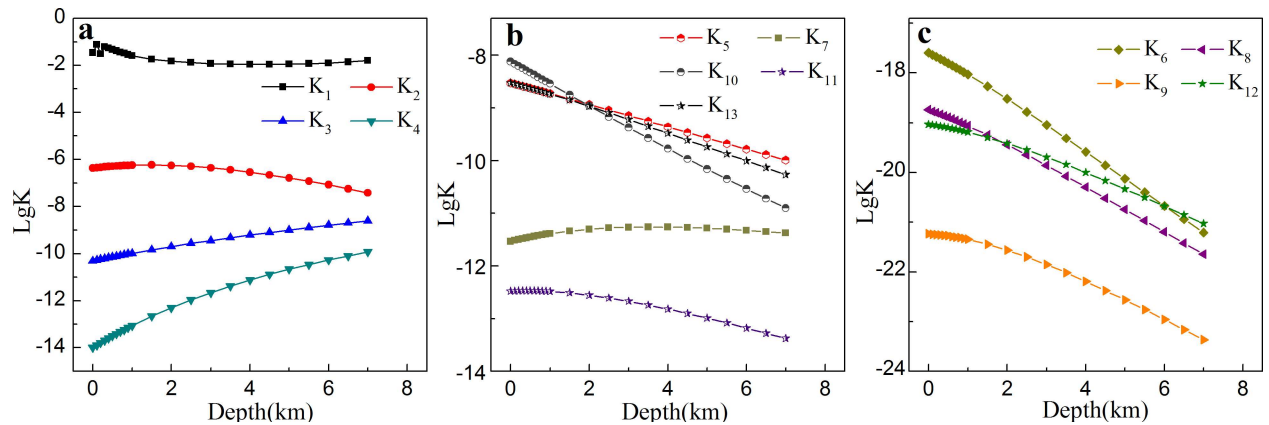 a
0
-2
-4
-6
-8
-10
-12
-14
LgK
0 2 4 6 8
Depth(km)
K1 K2
K3 K4
b
-8
-10
-12
-14
LgK
0 2 4 6 8
Depth(km)
K5 K7
K10 K11
K13
c
-18
-20
-22
-24
LgK
0 2 4 6 8
Depth(km)
K6 K8
K9 K12